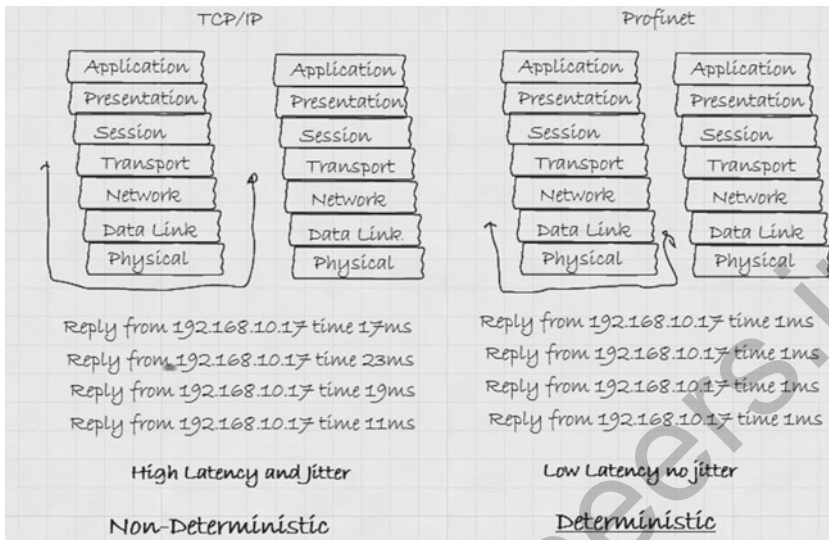 TCP/IP
Application
Presentation
Session
Transport
Network
Data Link
Physical
Application
Presentation
Session
Transport
Network
Data Link.
Physical
Reply from 192.168.10.17 time 17ms
Reply from 192.168.10.17 time 23ms
Reply from 192.168.10.17 time 19ms
Reply from 192.168.10.17 time 11ms
High Latency and Jitter
Non-Deterministic
Profinet
Application
Presentation
Session
Transport
Network
Data Link
Physical
Application
Presentation
Session
Transport
Network
Data Link
Physical
Reply from 192.168.10.17 time 1ms
Reply from 192.168.10.17 time 1ms
Reply from 192.168.10.17 time 1ms
Reply from 192.168.10.17 time 1ms
Low Latency no jitter
Deterministic